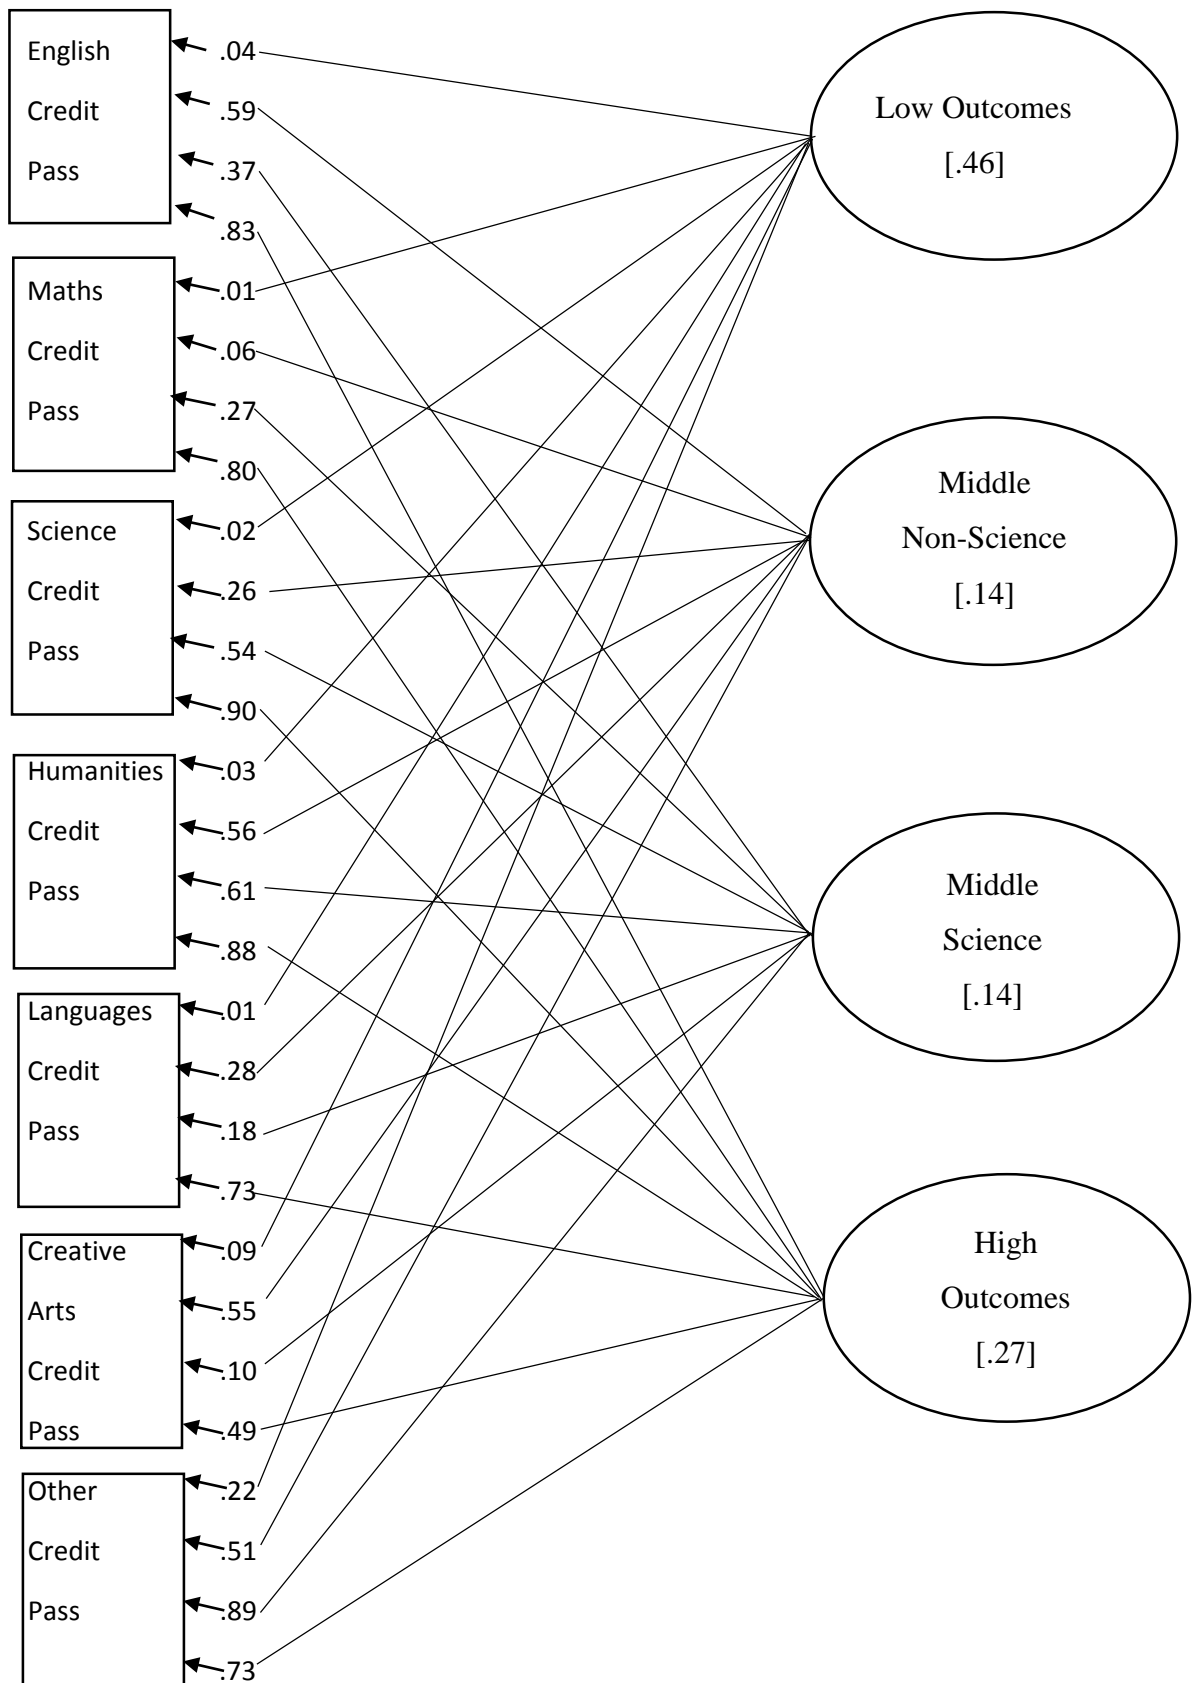 English .04
Credit .59
Pass .37
.83
Maths .01
Credit .06
Pass .27
.80
Science .02
Credit .26
Pass .54
.90
Humanities .03
Credit .56
Pass .61
.88
Languages .01
Credit .28
Pass .18
.73
Creative .09
Arts .55
Credit .10
Pass .49
Other .22
Credit .51
Pass .89
.73
Low Outcomes
[.46]
Middle
Non-Science
[.14]
Middle
Science
[.14]
High
Outcomes
[.27]